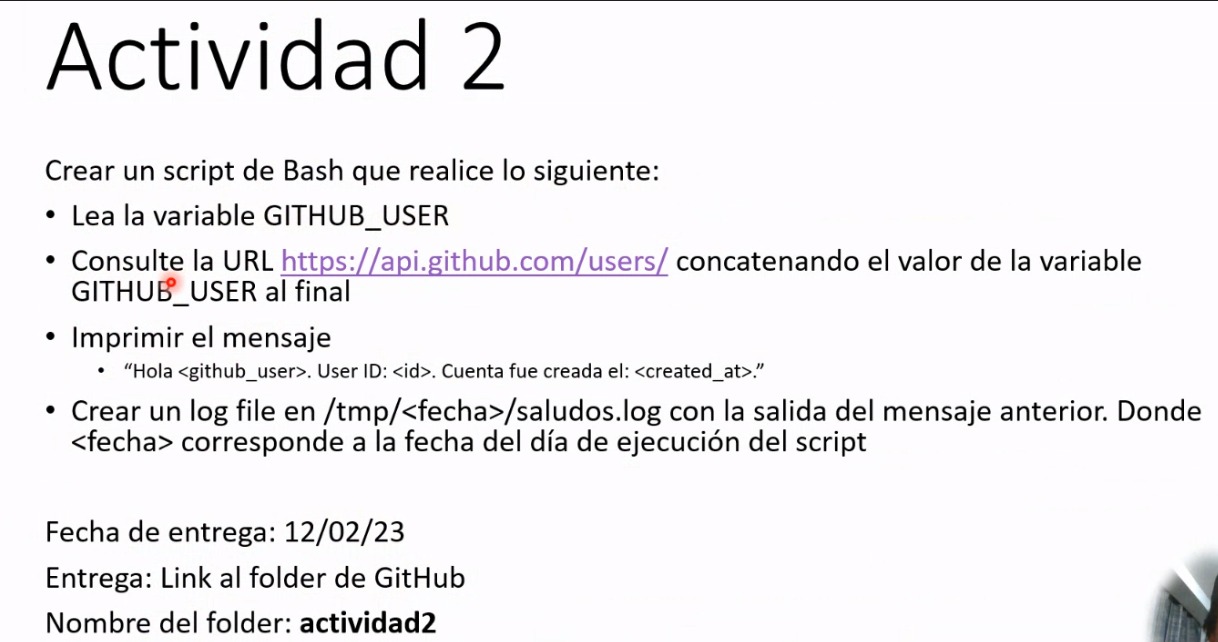 Actividad 2
Crear un script de Bash que realice lo siguiente:
• Lea la variable GITHUB_USER
• Consulte la URL https://api.github.com/users/ concatenando el valor de la variable
GITHUB_USER al final
• Imprimir el mensaje
• “Hola <github_user>. User ID: <id>. Cuenta fue creada el: <created_at>.”
• Crear un log file en /tmp/<fecha>/saludos.log con la salida del mensaje anterior. Donde
<fecha> corresponde a la fecha del día de ejecución del script
Fecha de entrega: 12/02/23
Entrega: Link al folder de GitHub
Nombre del folder: actividad2